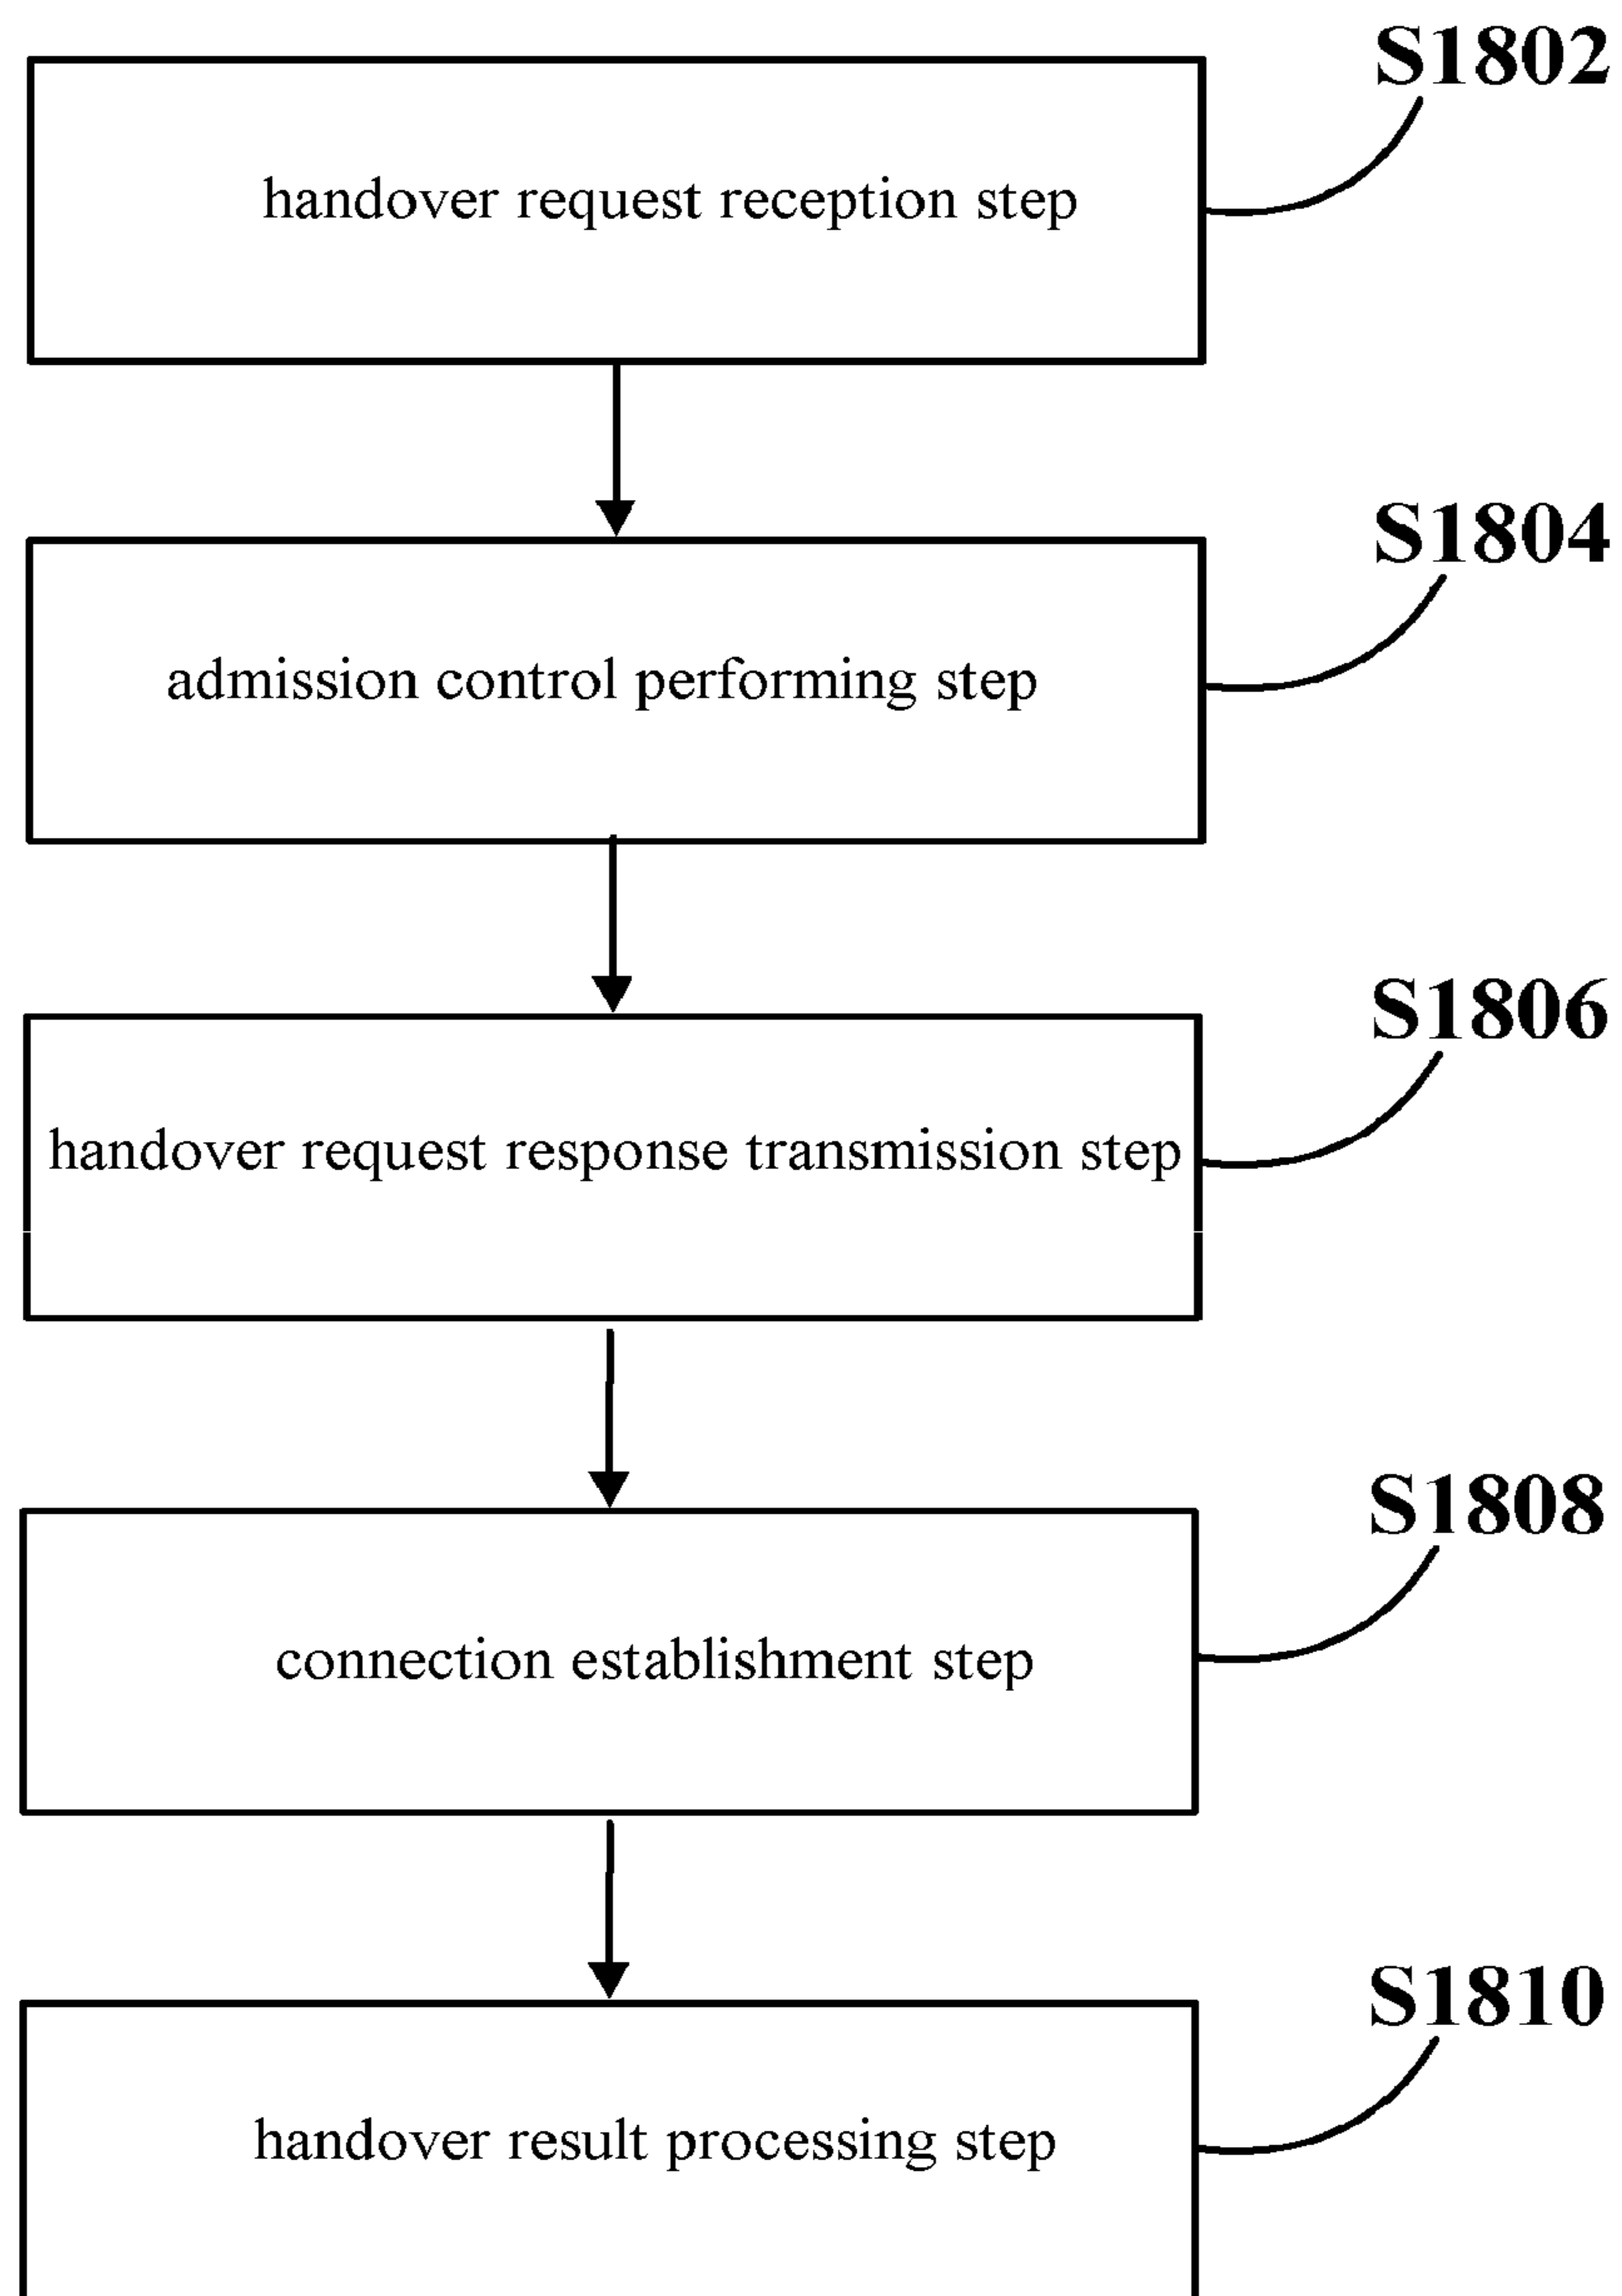 S1802
handover request reception step
S1804
admission control performing step
S1806
handover request response transmission step
S1808
connection establishment step
S1810
handover result processing step